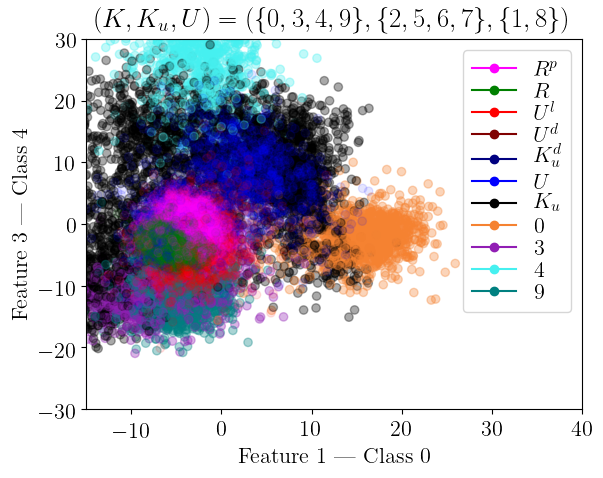 (K, K_u, U) = ({0, 3, 4, 9}, {2, 5, 6, 7}, {1, 8})
Feature 3 — Class 4
30
20
10
0
−10
−20
−30
−10
0
10
20
30
40
Feature 1 — Class 0
R^p
R
U^l
U^d
K_u^d
U
K_u
0
3
4
9